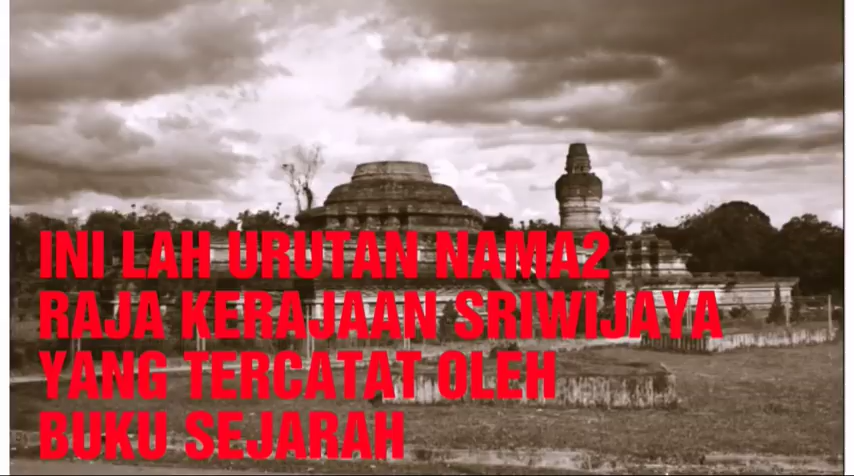 INI LAH URUTAN NAMA2
RAJA KERAJAAN SRIWIJAYA
YANG TERCATAT OLEH
BUKU SEJARAH